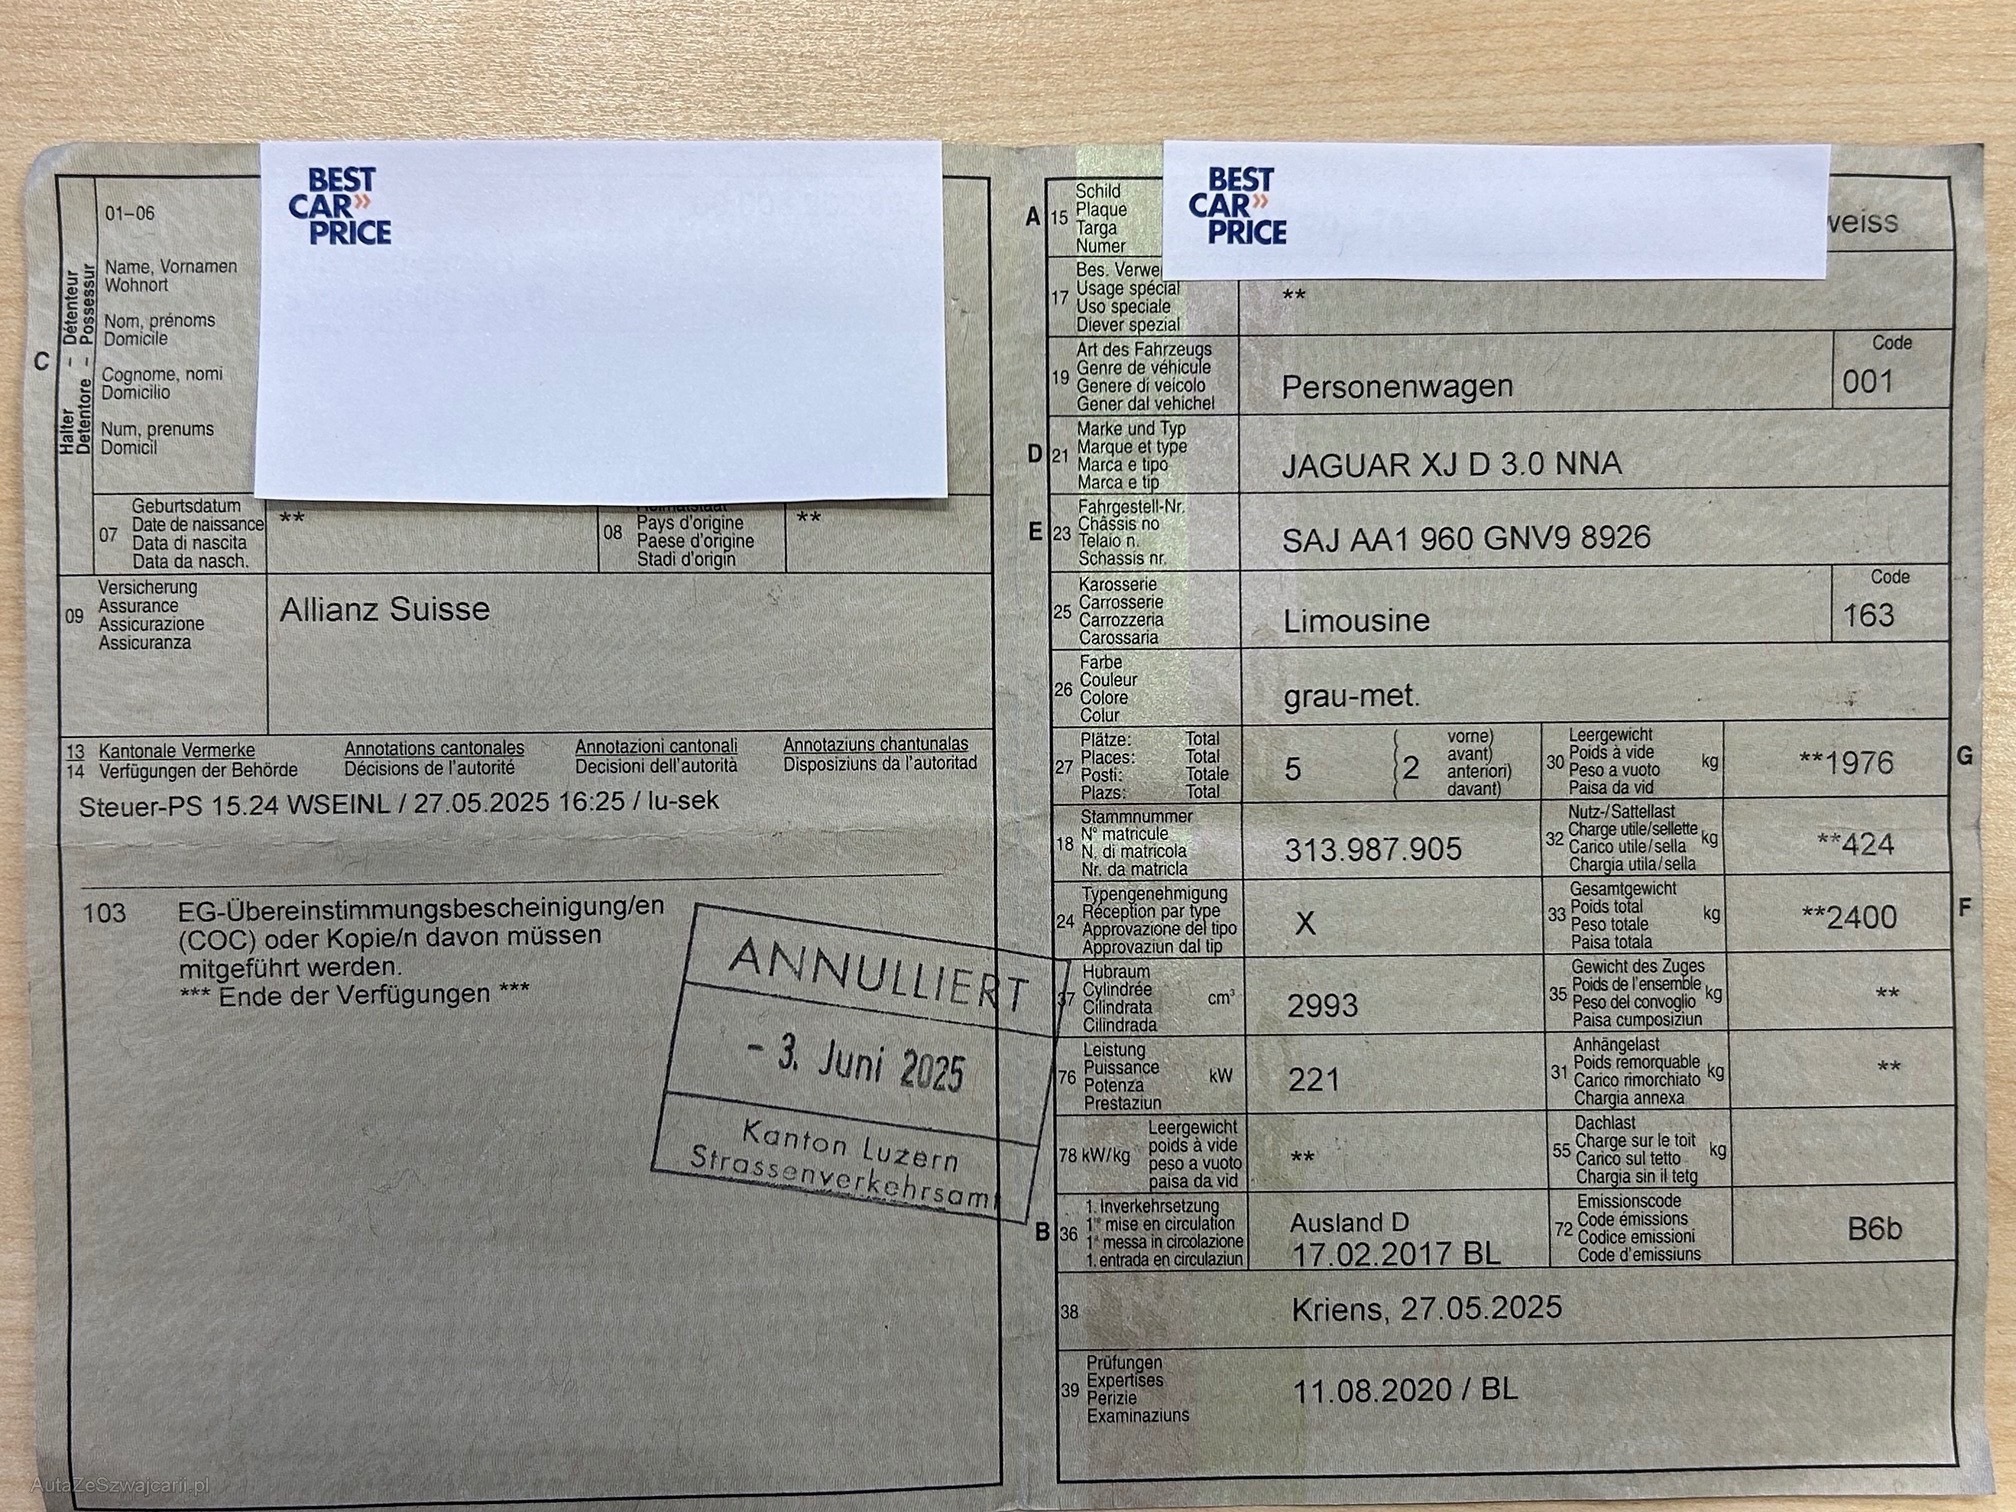 BEST
CAR»
PRICE
01–06
Name, Vornamen
Wohnort
Nom, prénoms
Domicile
Cognome, nomi
Domicilio
Num, prenums
Domicil
C
Halter – Détenteur
Detentore – Possessur
07
Geburtsdatum
Date de naissance
Data di nascita
Data da nasch.
**
08
Pays d'origine
Paese d'origine
Stadi d'origin
**
09
Versicherung
Assurance
Assicurazione
Assicuranza
Allianz Suisse
13 Kantonale Vermerke Annotations cantonales Annotazioni cantonali Annotaziuns chantunalas
14 Verfügungen der Behörde Décisions de l'autorité Decisioni dell'autorità Disposiziuns da l'autoritad
Steuer-PS 15.24 WSEINL / 27.05.2025 16:25 / lu-sek
103 EG-Übereinstimmungsbescheinigung/en
(COC) oder Kopie/n davon müssen
mitgeführt werden.
*** Ende der Verfügungen ***
ANNULLIERT
- 3. Juni 2025
Kanton Luzern
Strassenverkehrsamt
BEST
CAR»
PRICE
A
15
Schild
Plaque
Targa
Numer
weiss
17
Bes. Verwe
Usage spécial
Uso speciale
Diever spezial
**
19
Art des Fahrzeugs
Genre de véhicule
Genere di veicolo
Gener dal vehichel
Personenwagen
Code
001
D
21
Marke und Typ
Marque et type
Marca e tipo
Marca e tip
JAGUAR XJ D 3.0 NNA
E
23
Fahrgestell-Nr.
Châssis no
Telaio n.
Schassis nr.
SAJ AA1 960 GNV9 8926
25
Karosserie
Carrosserie
Carrozzeria
Carossaria
Limousine
Code
163
26
Farbe
Couleur
Colore
Colur
grau-met.
27
Plätze: Total
Places: Total
Posti: Totale
Plazs: Total
5
2
vorne)
avant)
anteriori)
davant)
30
Leergewicht
Poids à vide
Peso a vuoto
Paisa da vid
kg
**1976
G
18
Stammnummer
N° matricule
N. di matricola
Nr. da matricla
313.987.905
32
Nutz-/Sattellast
Charge utile/sellette
Carico utile/sella
Chargia utila/sella
kg
**424
24
Typengenehmigung
Réception par type
Approvazione del tipo
Approvaziun dal tip
X
33
Gesamtgewicht
Poids total
Peso totale
Paisa totala
kg
**2400
F
37
Hubraum
Cylindrée
Cilindrata
Cilindrada
cm³
2993
35
Gewicht des Zuges
Poids de l'ensemble
Peso del convoglio
Paisa cumposiziun
kg
**
76
Leistung
Puissance
Potenza
Prestaziun
kW
221
31
Anhängelast
Poids remorquable
Carico rimorchiato
Chargia annexa
kg
**
78 kW/kg
Leergewicht
poids à vide
peso a vuoto
paisa da vid
**
55
Dachlast
Charge sur le toit
Carico sul tetto
Chargia sin il tetg
kg
B
36
1. Inverkehrsetzung
1re mise en circulation
1a messa in circolazione
1. entrada en circulaziun
Ausland D
17.02.2017 BL
72
Emissionscode
Code émissions
Codice emissioni
Code d'emissiuns
B6b
38
Kriens, 27.05.2025
39
Prüfungen
Expertises
Perizie
Examinaziuns
11.08.2020 / BL
AutaZeSzwajcarii.pl